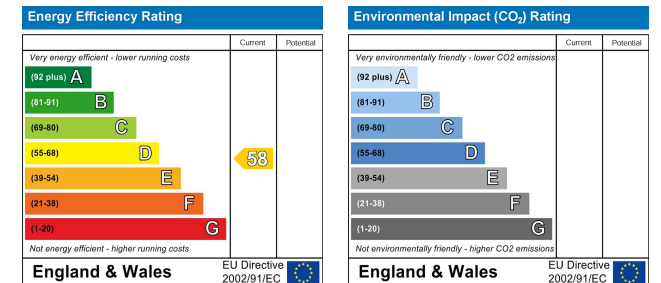 Energy Efficiency Rating
Current Potential
Very energy efficient - lower running costs
(92 plus) A
(81-91) B
(69-80) C
(55-68) D
58
(39-54) E
(21-38) F
(1-20) G
Not energy efficient - higher running costs
England & Wales
EU Directive
2002/91/EC
Environmental Impact (CO₂) Rating
Current Potential
Very environmentally friendly - lower CO2 emissions
(92 plus) A
(81-91) B
(69-80) C
(55-68) D
(39-54) E
(21-38) F
(1-20) G
Not environmentally friendly - higher CO2 emissions
England & Wales
EU Directive
2002/91/EC